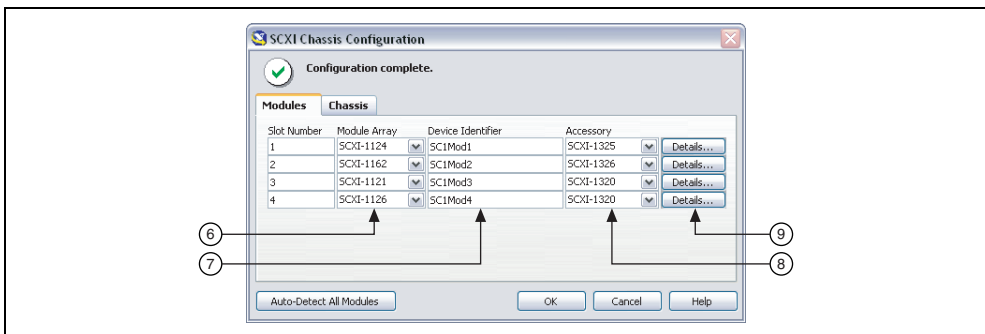 SCXI Chassis Configuration
Configuration complete.
Modules Chassis
Slot Number Module Array Device Identifier Accessory
1 SCXI-1124 SC1Mod1 SCXI-1325 Details...
2 SCXI-1162 SC1Mod2 SCXI-1326 Details...
3 SCXI-1121 SC1Mod3 SCXI-1320 Details...
4 SCXI-1126 SC1Mod4 SCXI-1320 Details...
6 9
7 8
Auto-Detect All Modules OK Cancel Help